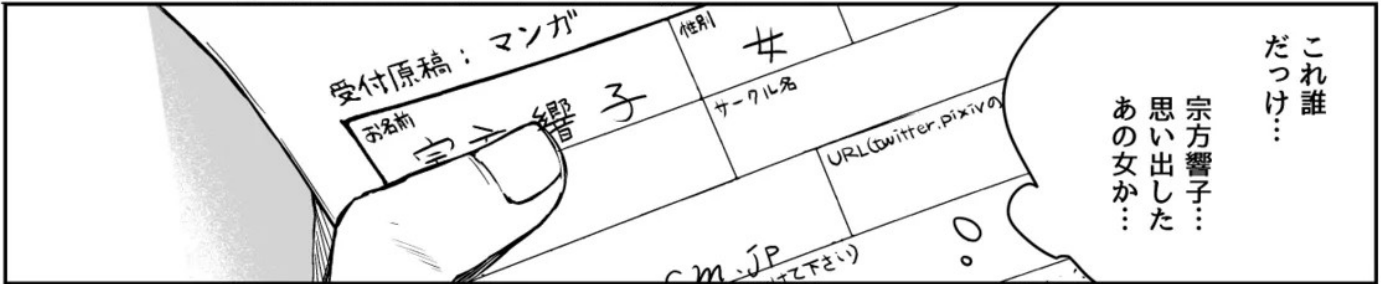 これ誰
だっけ…
宗方響子…
思い出した
あの女か…
受付原稿：マンガ
お名前
宗方響子
性別
女
サークル名
URL(twitter,pixivの
cm.jp
けて下さい)